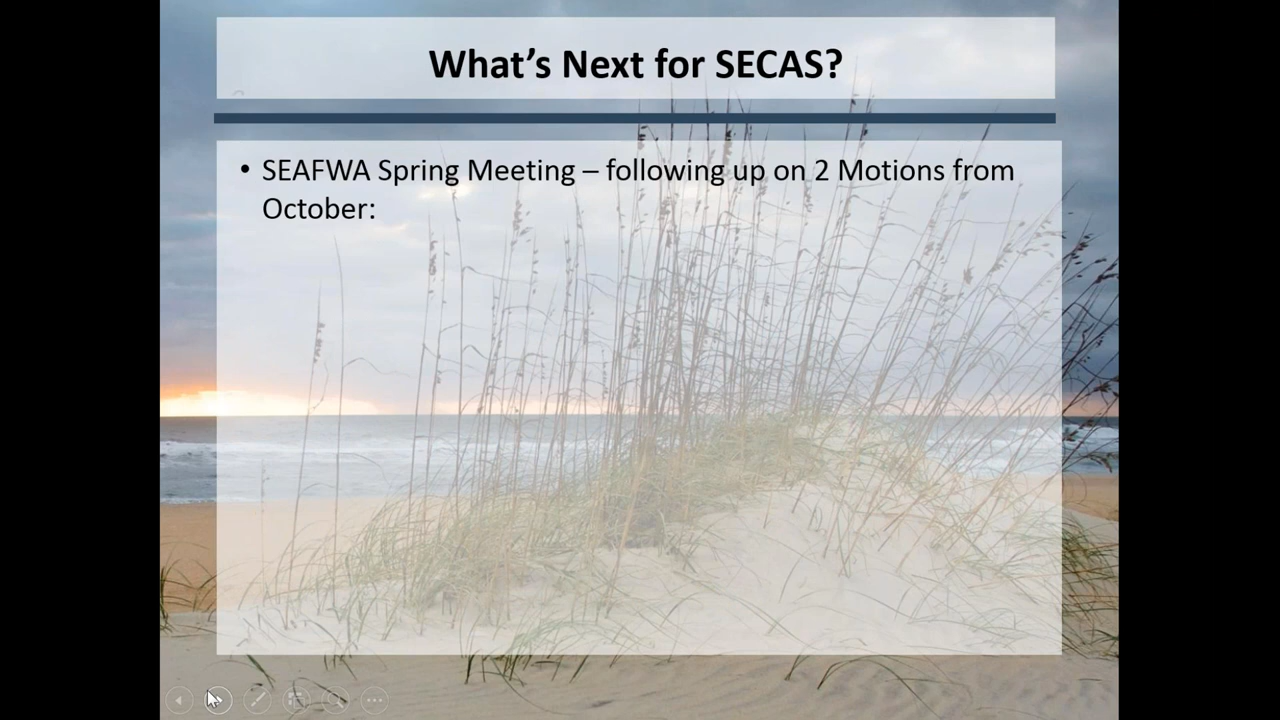 What’s Next for SECAS?
• SEAFWA Spring Meeting – following up on 2 Motions from
October: